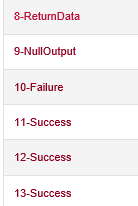 8-ReturnData
9-NullOutput
10-Failure
11-Success
12-Success
13-Success